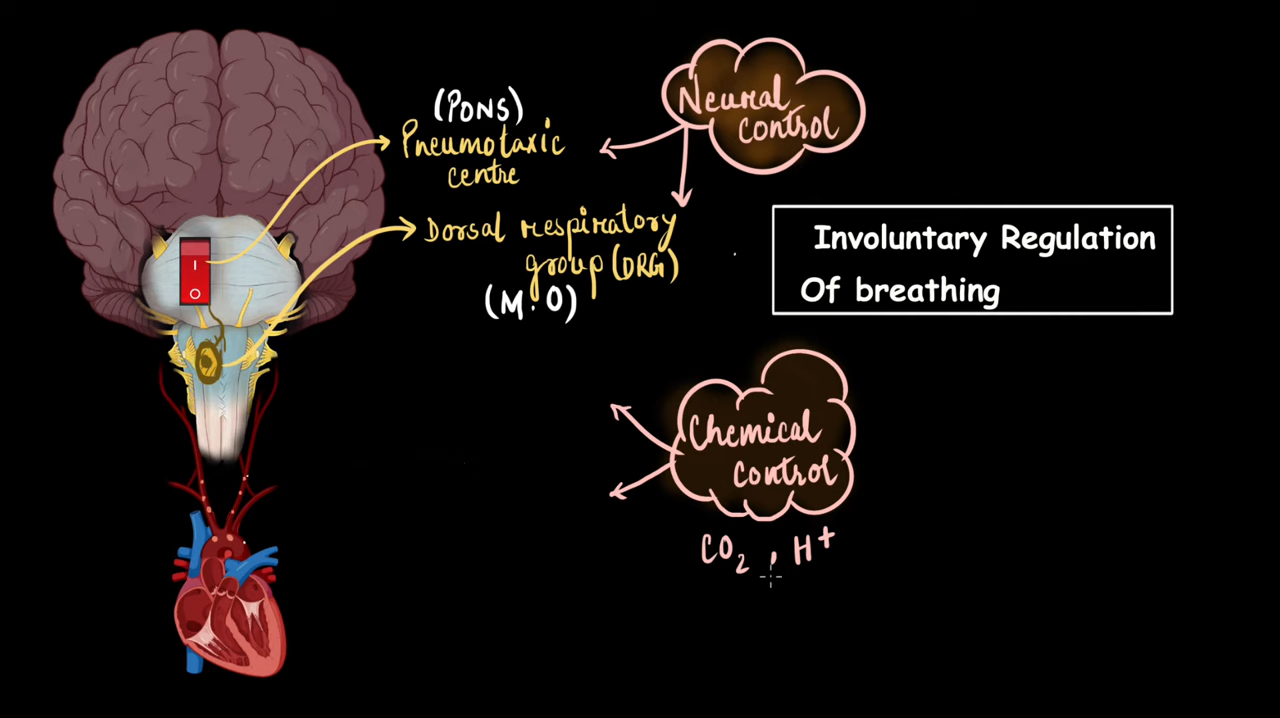 Neural
control
(PONS)
Pneumotaxic
centre
Dorsal respiratory
group (DRG)
(M.O)
I
O
Involuntary Regulation
Of breathing
Chemical
control
CO2 , H+